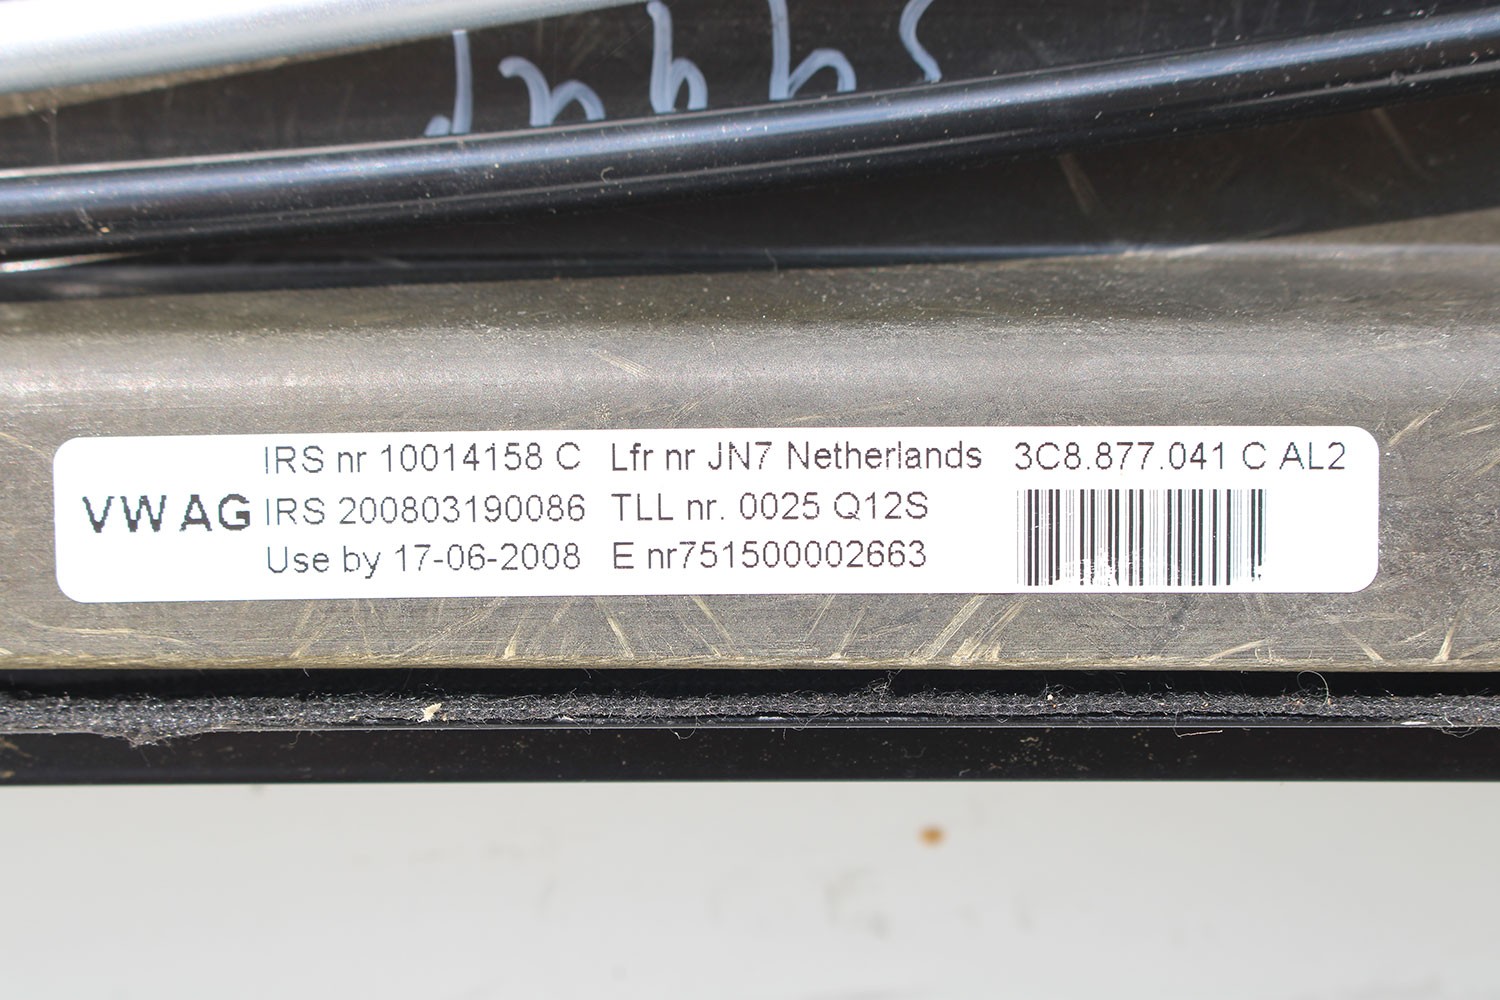 IRS nr 10014158 C Lfr nr JN7 Netherlands 3C8.877.041 C AL2
VW AG IRS 200803190086 TLL nr. 0025 Q12S
Use by 17-06-2008 E nr751500002663